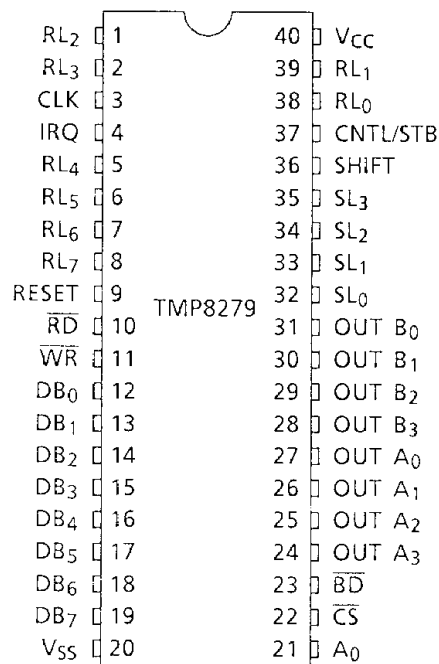 RL₂ 1 40 VCC
RL₃ 2 39 RL₁
CLK 3 38 RL₀
IRQ 4 37 CNTL/STB
RL₄ 5 36 SHIFT
RL₅ 6 35 SL₃
RL₆ 7 34 SL₂
RL₇ 8 33 SL₁
RESET 9 32 SL₀
TMP8279
R̅D̅ 10 31 OUT B₀
W̅R̅ 11 30 OUT B₁
DB₀ 12 29 OUT B₂
DB₁ 13 28 OUT B₃
DB₂ 14 27 OUT A₀
DB₃ 15 26 OUT A₁
DB₄ 16 25 OUT A₂
DB₅ 17 24 OUT A₃
DB₆ 18 23 B̅D̅
DB₇ 19 22 C̅S̅
VSS 20 21 A₀